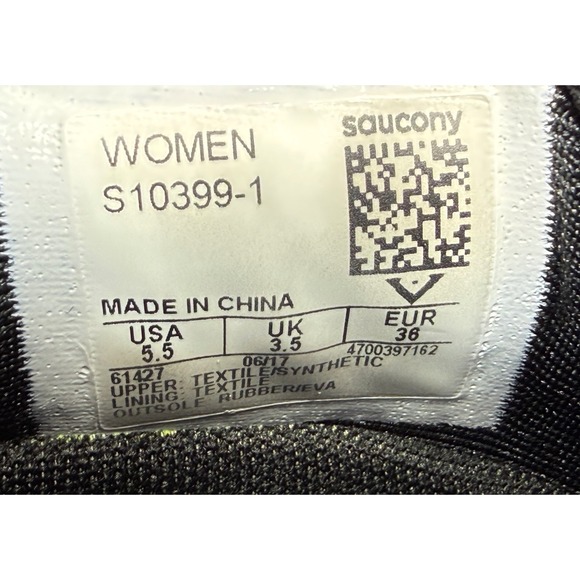 saucony
WOMEN
S10399-1
MADE IN CHINA
USA UK EUR
5.5 3.5 36
61427 06/17 4700397162
UPPER: TEXTILE/SYNTHETIC
LINING: TEXTILE
OUTSOLE: RUBBER/EVA